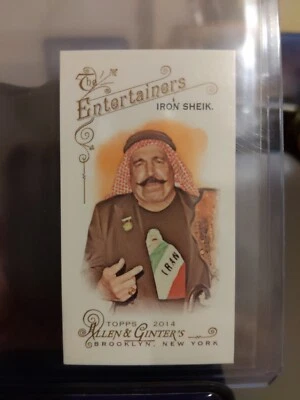 The
Entertainers
IRON SHEIK.
IRAN
TOPPS 2014
ALLEN & GINTER'S
BROOKLYN, NEW YORK